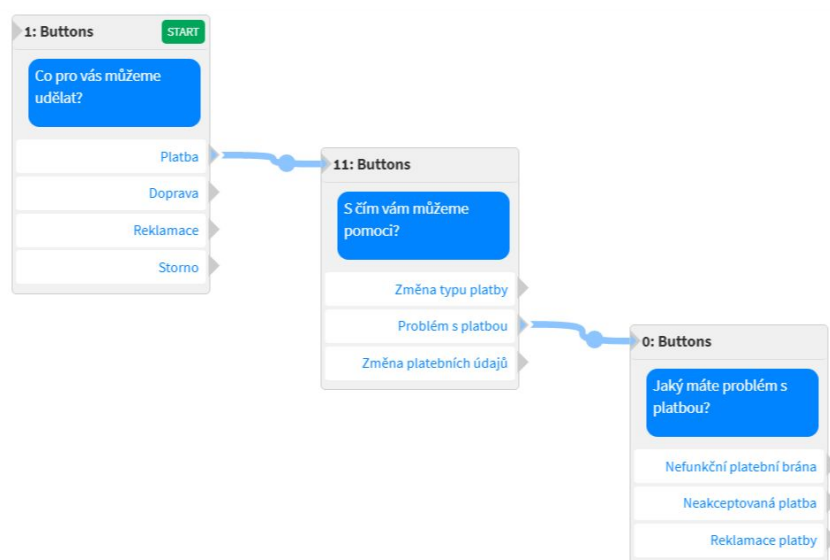 1: Buttons
START
Co pro vás můžeme
udělat?
Platba
Doprava
Reklamace
Storno
11: Buttons
S čím vám můžeme
pomoci?
Změna typu platby
Problém s platbou
Změna platebních údajů
0: Buttons
Jaký máte problém s
platbou?
Nefunkční platební brána
Neakceptovaná platba
Reklamace platby